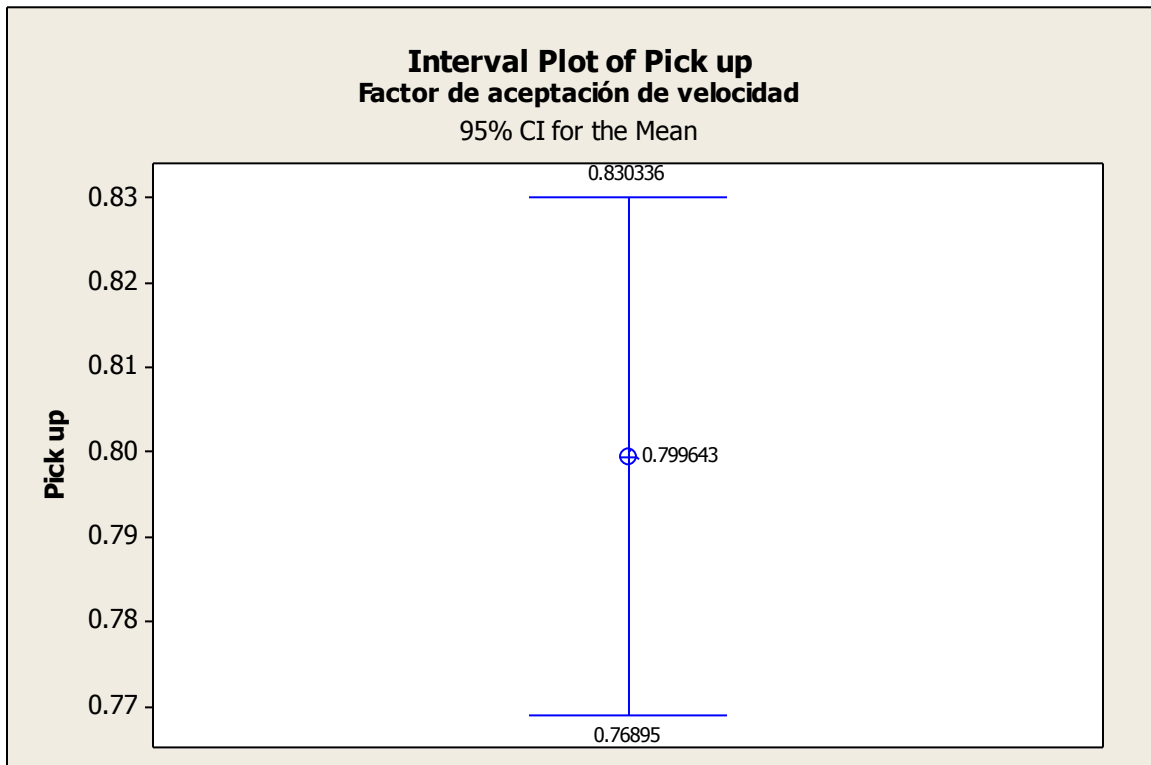 Interval Plot of Pick up
Factor de aceptación de velocidad
95% CI for the Mean
0.830336
0.83
0.82
0.81
0.80
0.799643
0.79
0.78
0.77
0.76895
Pick up